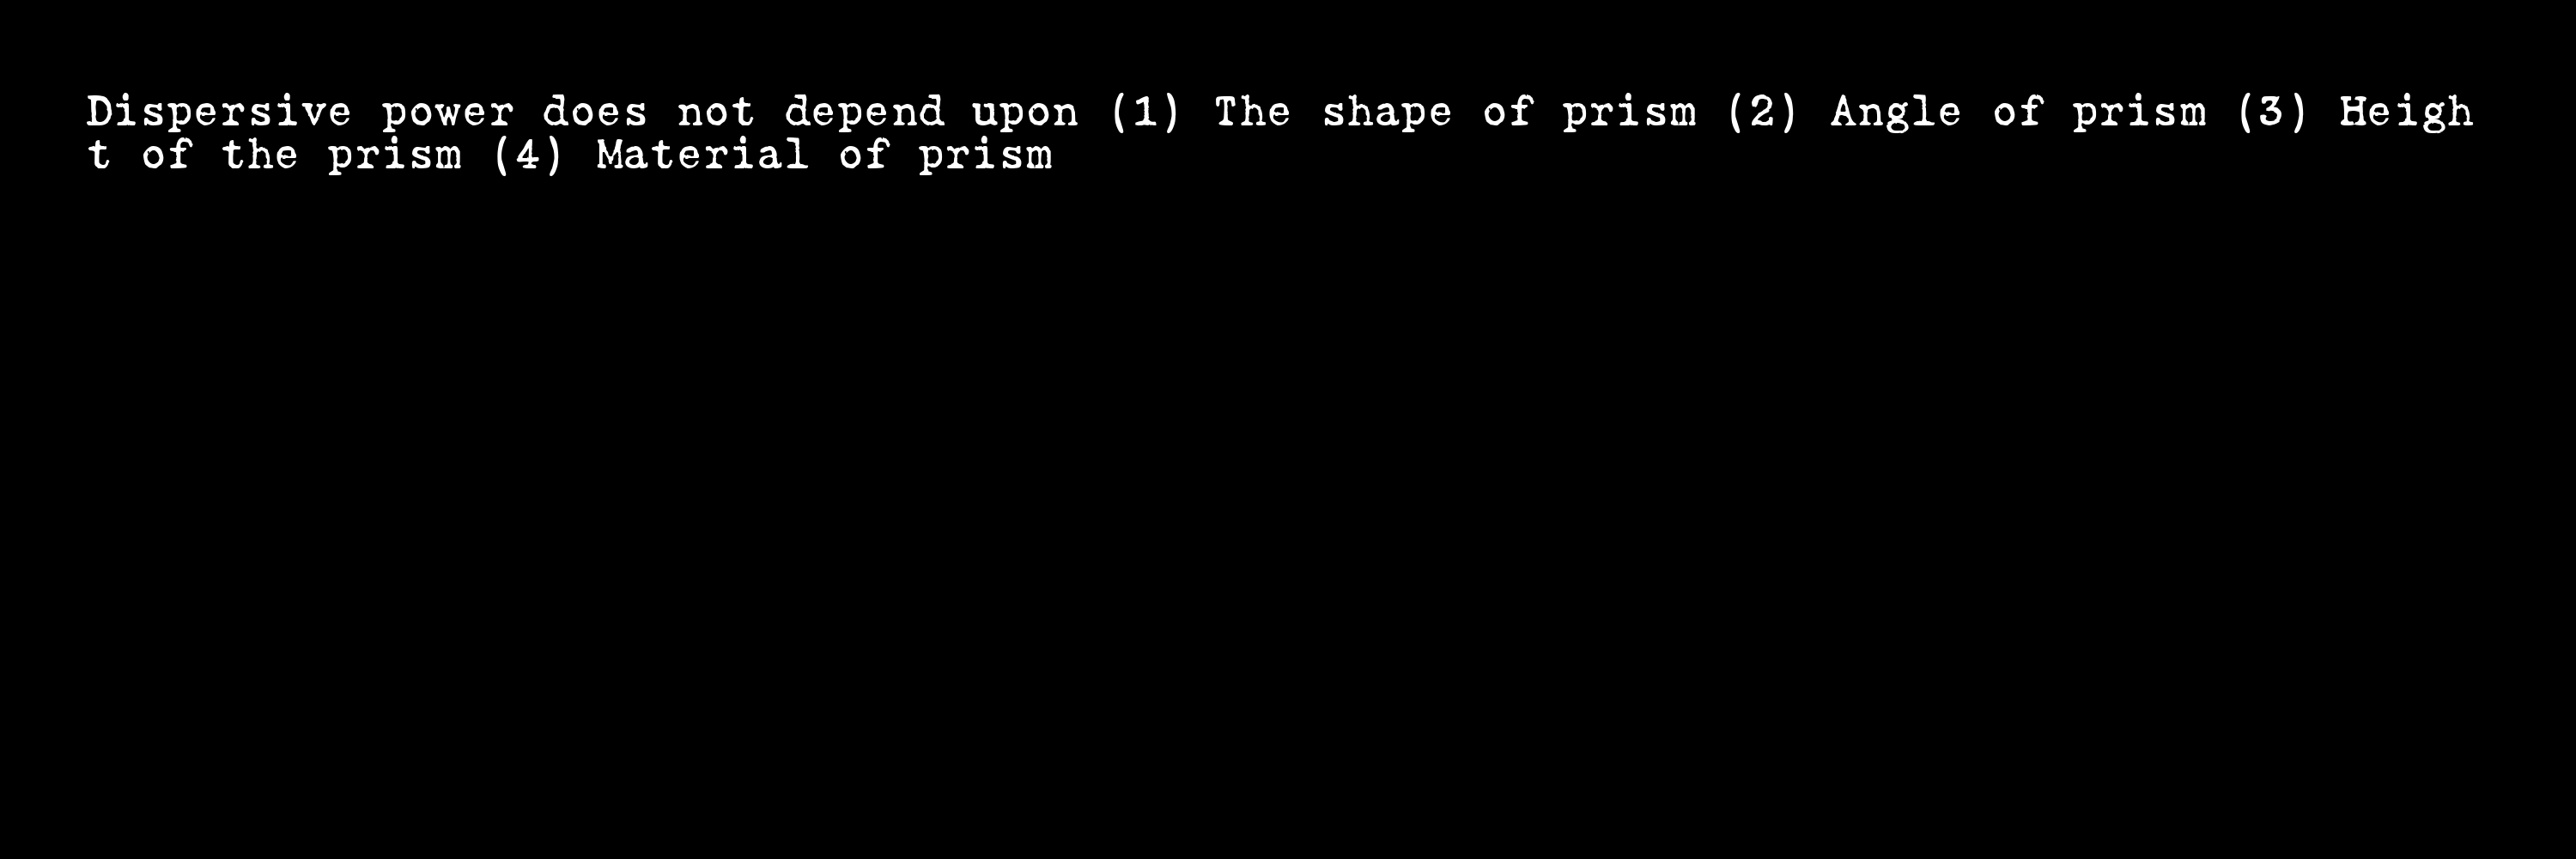 Dispersive power does not depend upon (1) The shape of prism (2) Angle of prism (3) Heigh
t of the prism (4) Material of prism